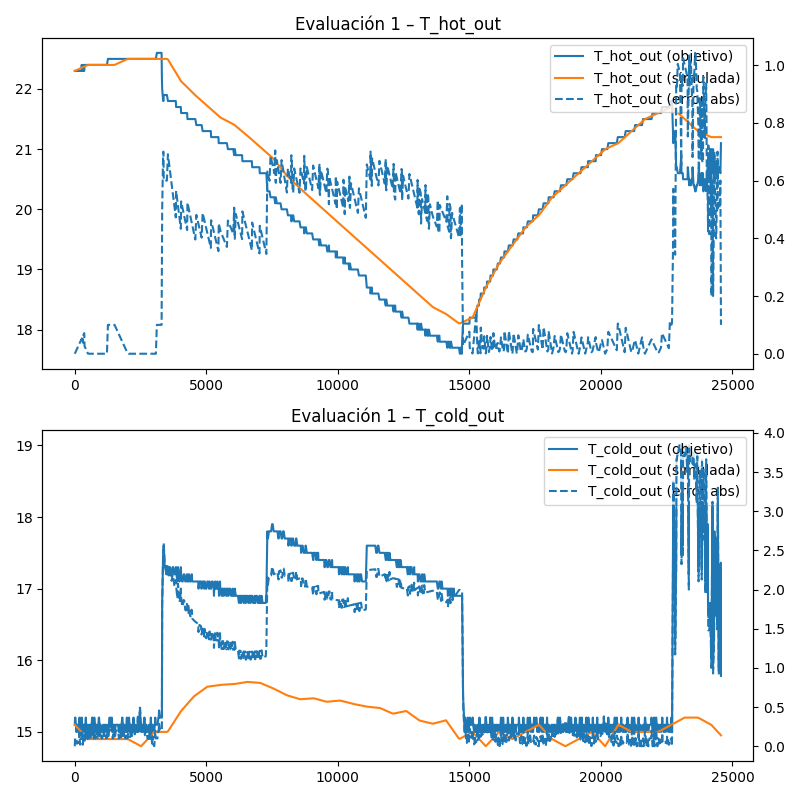 Evaluación 1 – T_hot_out
T_hot_out (objetivo)
T_hot_out (simulada)
T_hot_out (error abs)
22
21
20
19
18
1.0
0.8
0.6
0.4
0.2
0.0
0 5000 10000 15000 20000 25000
Evaluación 1 – T_cold_out
T_cold_out (objetivo)
T_cold_out (simulada)
T_cold_out (error abs)
19
18
17
16
15
4.0
3.5
3.0
2.5
2.0
1.5
1.0
0.5
0.0
0 5000 10000 15000 20000 25000